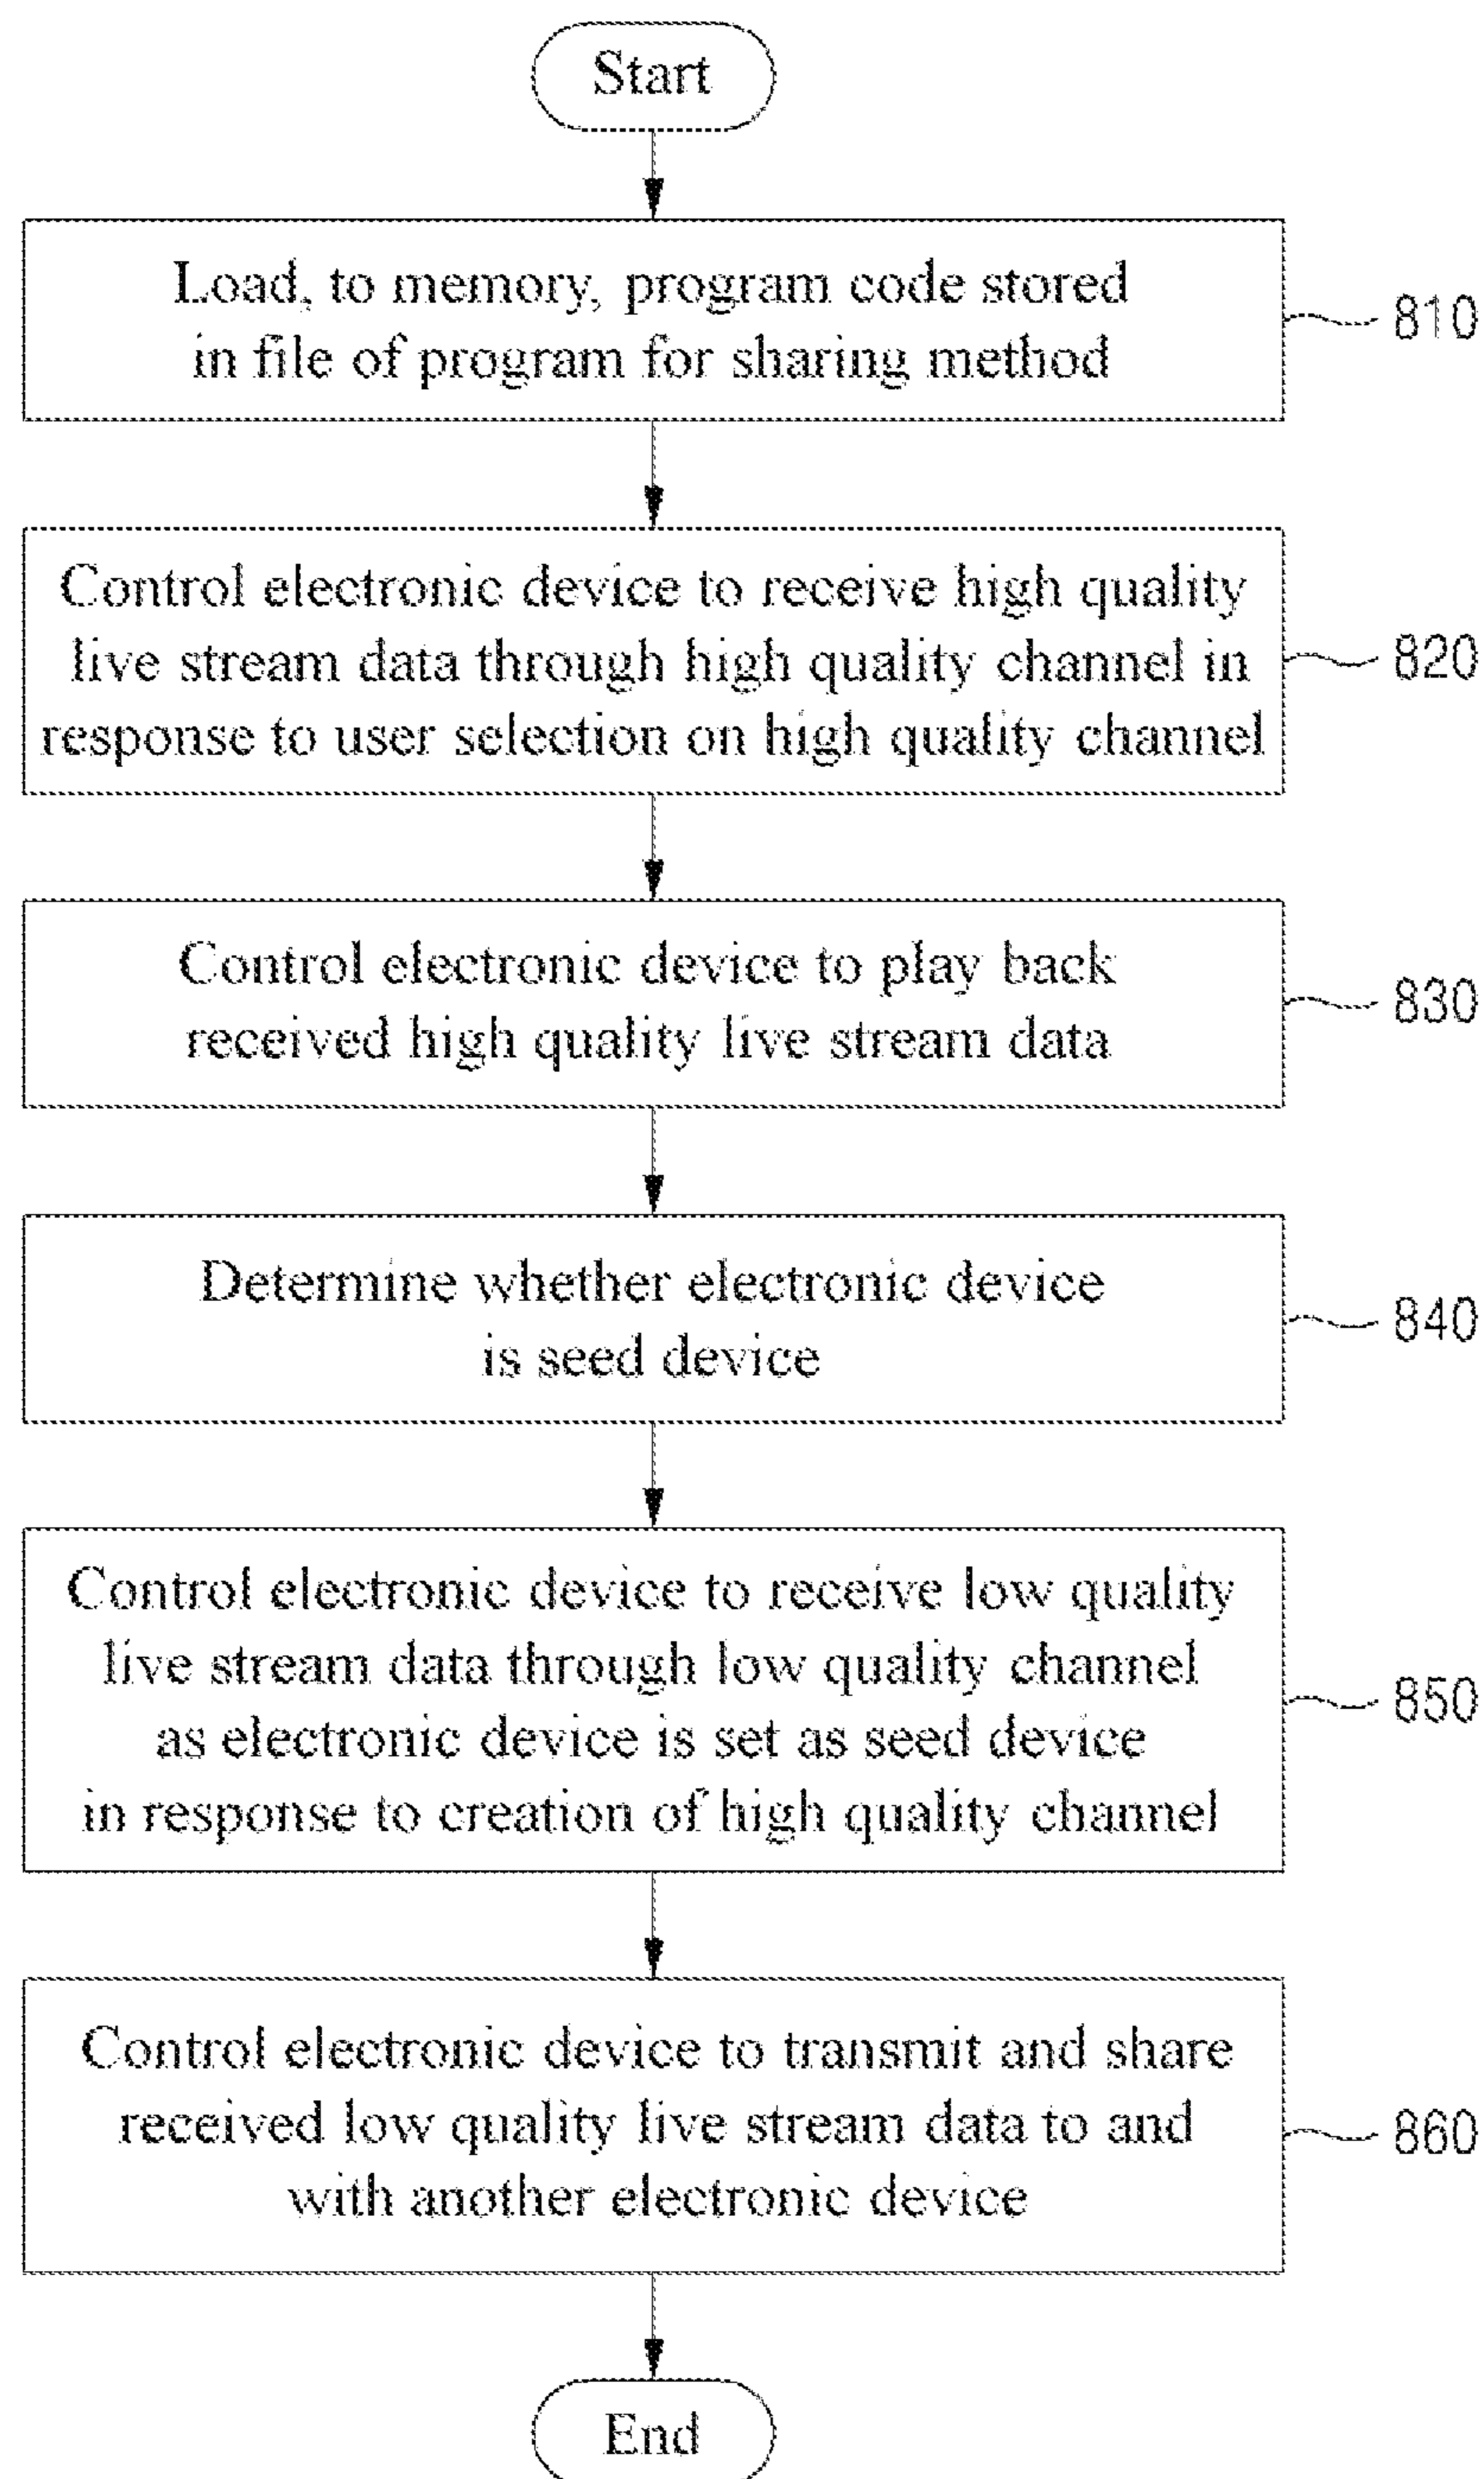 Start
Load, to memory, program code stored
in file of program for sharing method
810
Control electronic device to receive high quality
live stream data through high quality channel in
response to user selection on high quality channel
820
Control electronic device to play back
received high quality live stream data
830
Determine whether electronic device
is seed device
840
Control electronic device to receive low quality
live stream data through low quality channel
as electronic device is set as seed device
in response to creation of high quality channel
850
Control electronic device to transmit and share
received low quality live stream data to and
with another electronic device
860
End